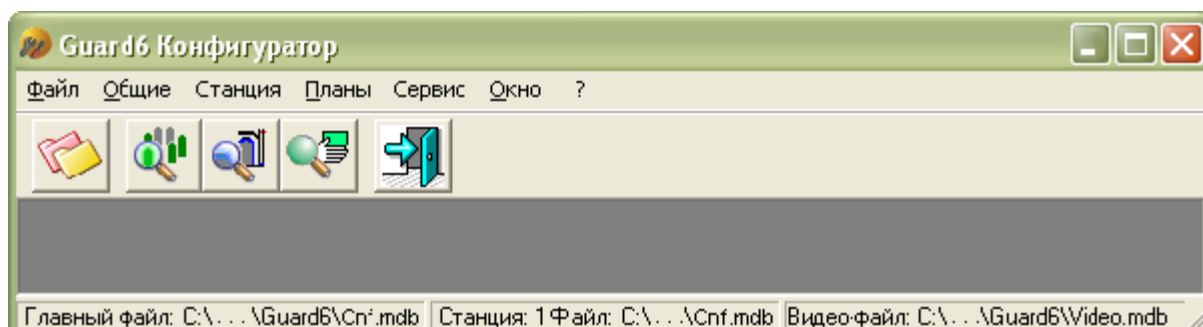 Guard6 Конфигуратор
Файл Общие Станция Планы Сервис Окно ?
Главный файл: C:\...\Guard6\Cnf.mdb Станция: 1 Файл: C:\...\Cnf.mdb Видео-файл: C:\...\Guard6\Video.mdb